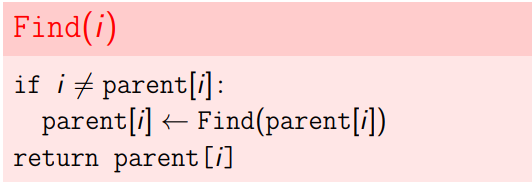 Find(i)
if i ≠ parent[i]:
parent[i] ← Find(parent[i])
return parent[i]